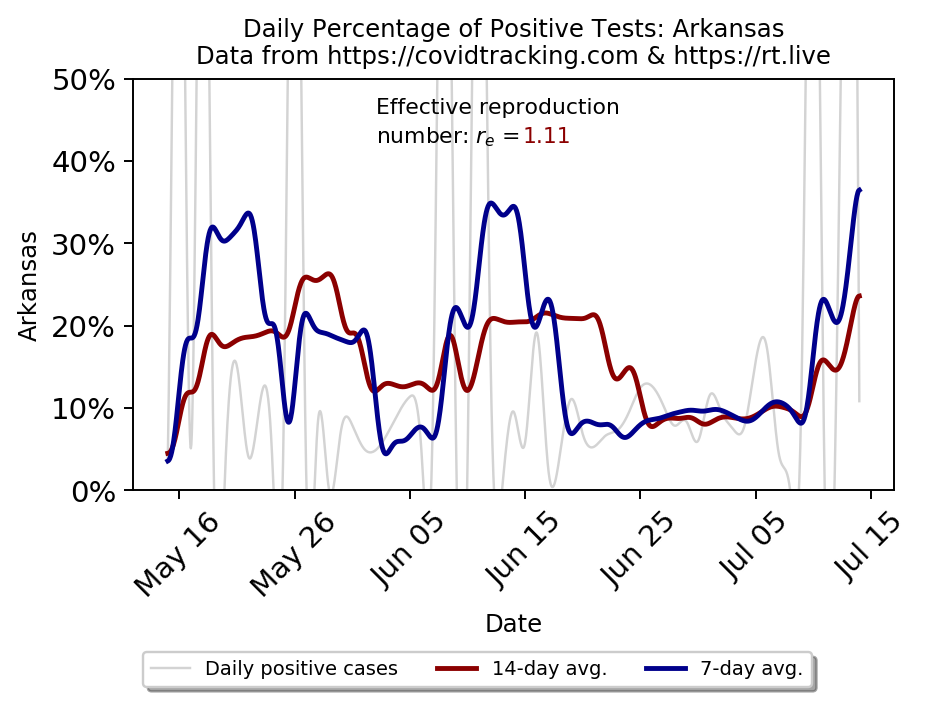 Daily Percentage of Positive Tests: Arkansas
Data from https://covidtracking.com & https://rt.live
50%
40%
30%
20%
10%
0%
Arkansas
Effective reproduction
number: rₑ =1.11
May 16
May 26
Jun 05
Jun 15
Jun 25
Jul 05
Jul 15
Date
Daily positive cases
14-day avg.
7-day avg.